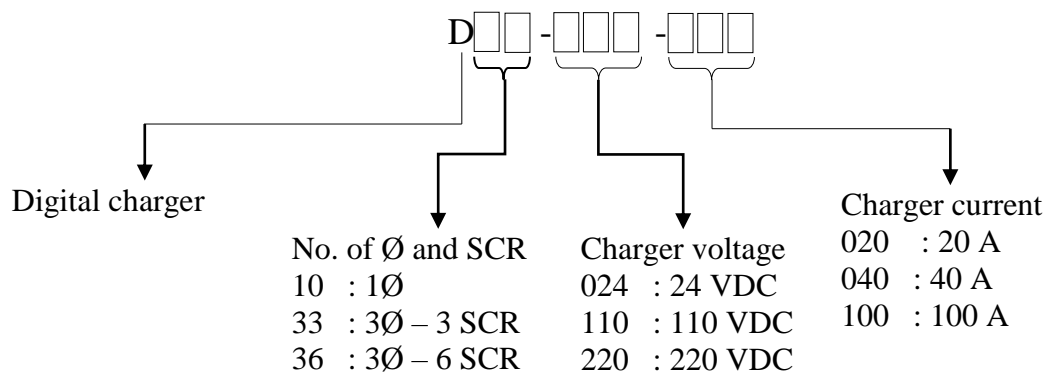 D□□ -□□□ -□□□
Digital charger
No. of Ø and SCR
10 : 1Ø
33 : 3Ø – 3 SCR
36 : 3Ø – 6 SCR
Charger voltage
024 : 24 VDC
110 : 110 VDC
220 : 220 VDC
Charger current
020 : 20 A
040 : 40 A
100 : 100 A